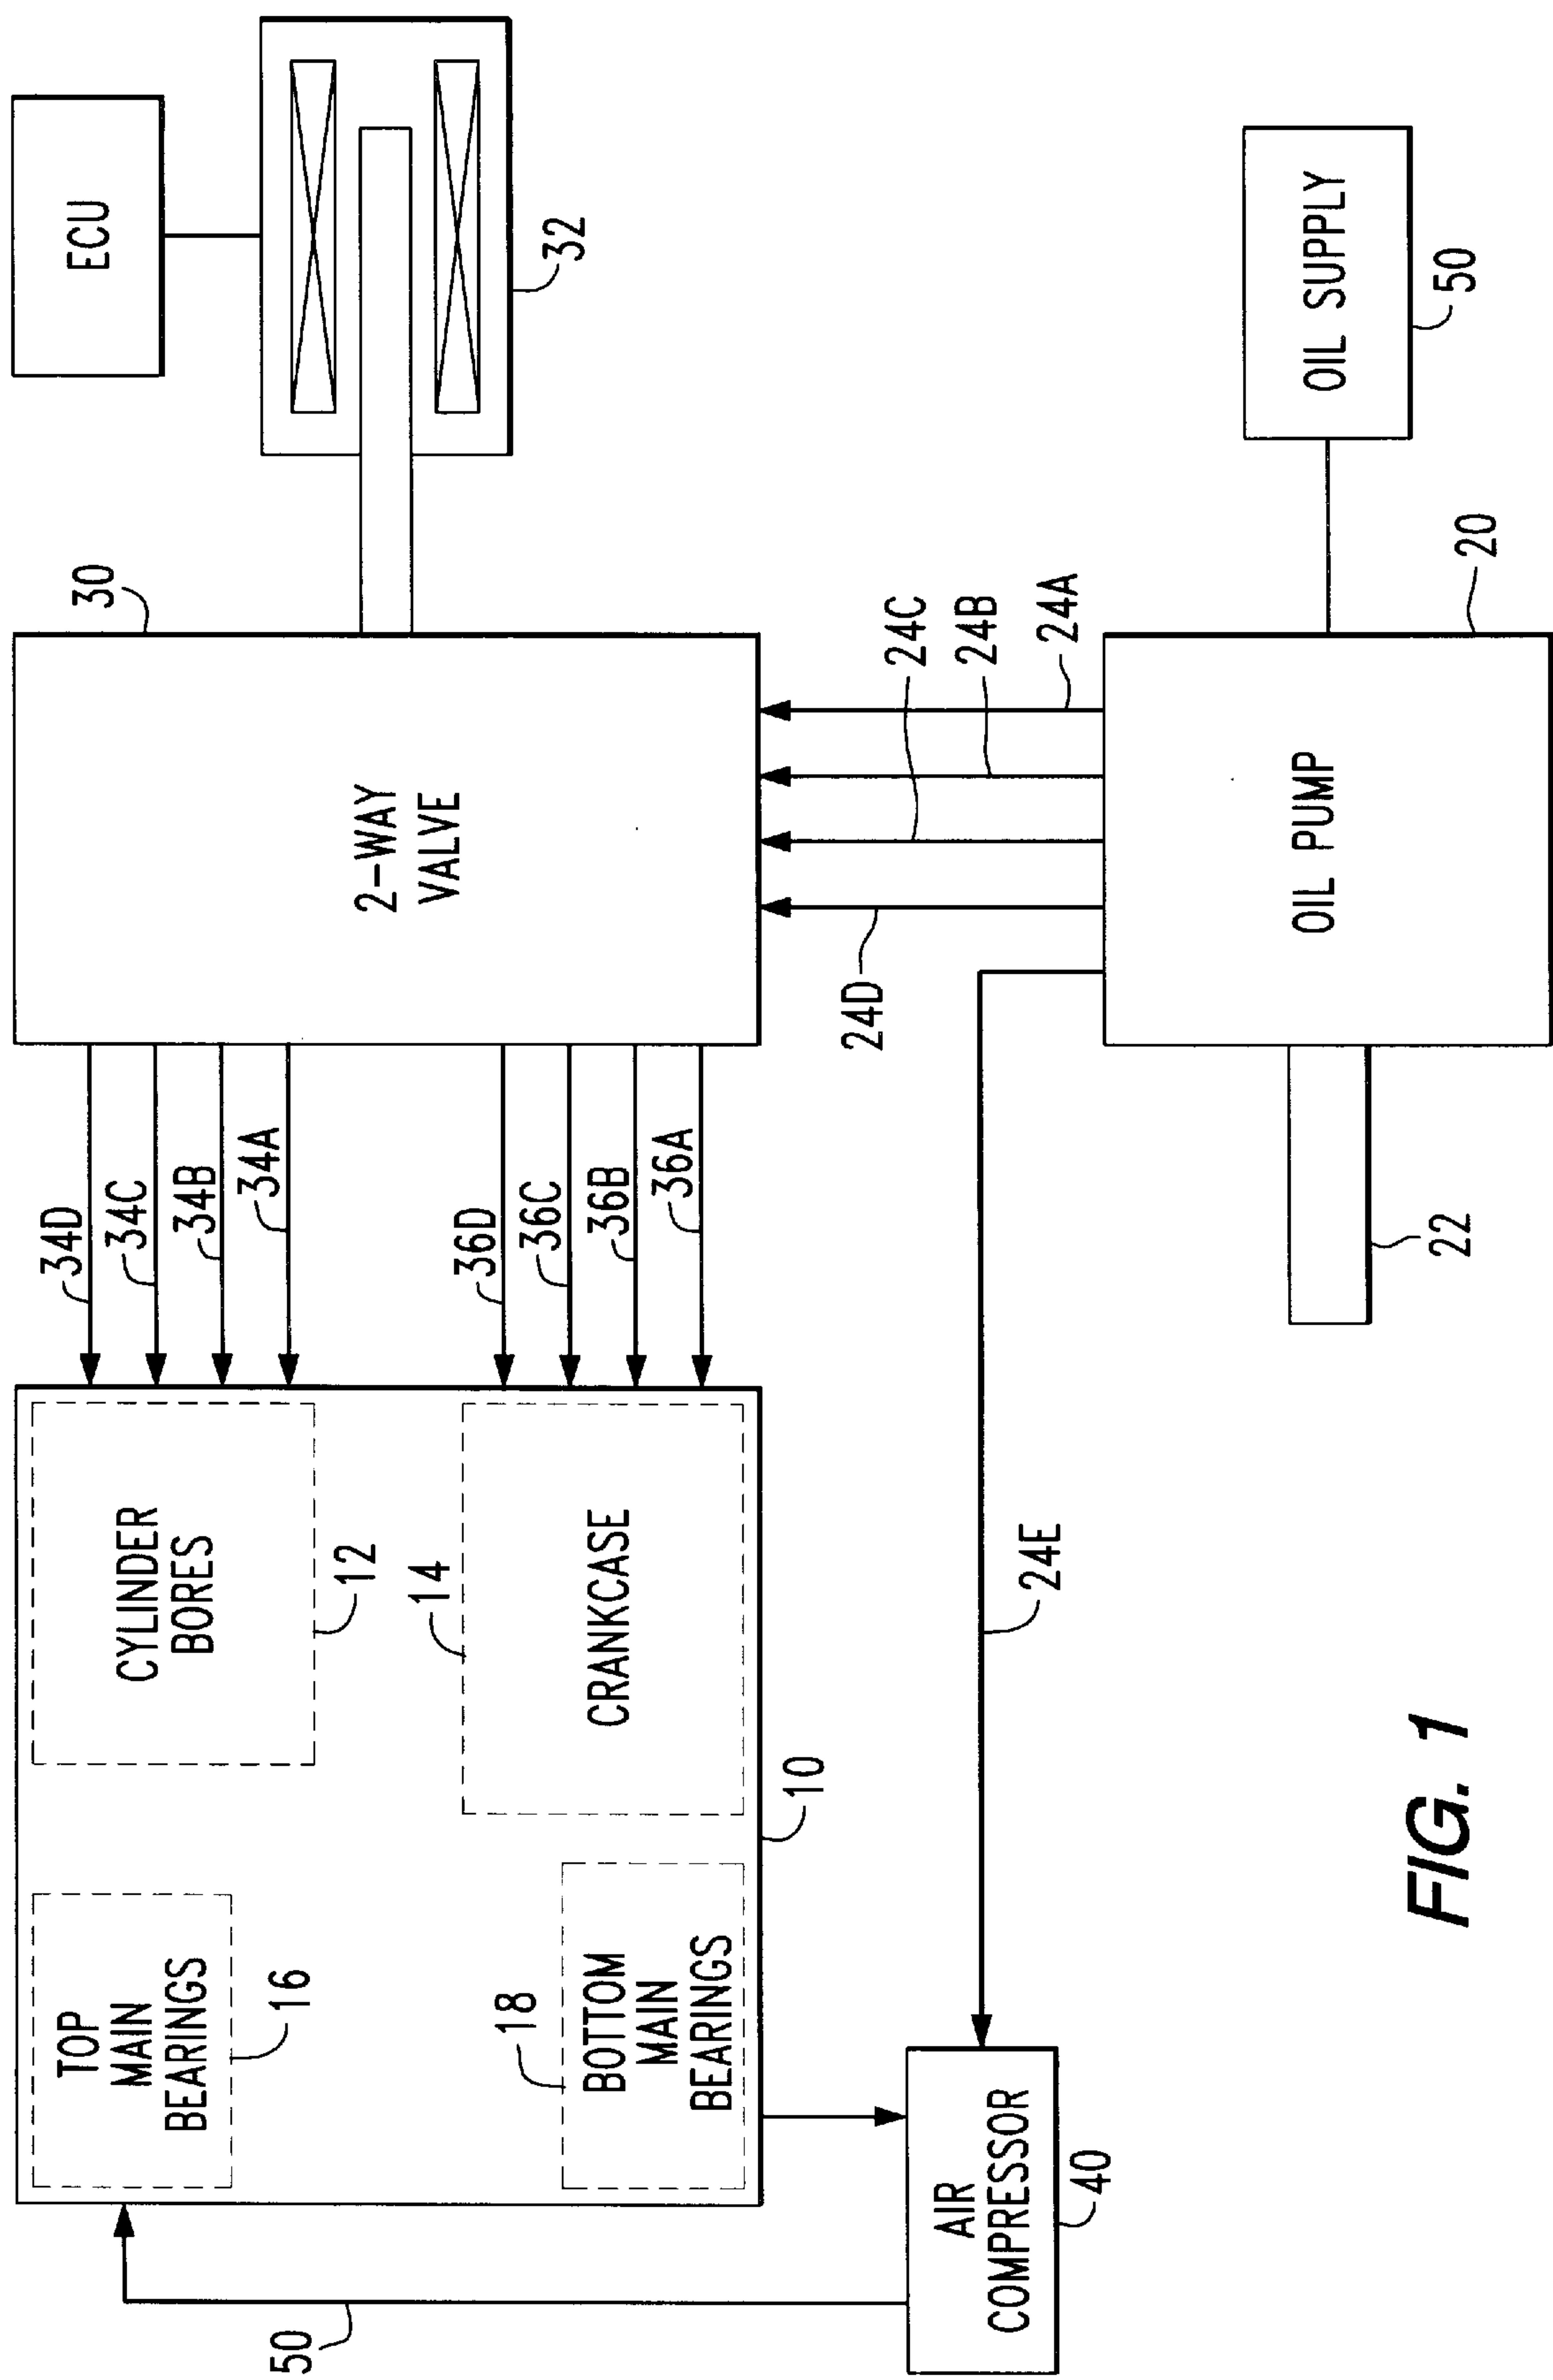 ECU
32
30
2-WAY
VALVE
34D
34C
34B
34A
36D
36C
36B
36A
CYLINDER
BORES
12
14
CRANKCASE
10
TOP
MAIN
BEARINGS
16
18
BOTTOM
MAIN
BEARINGS
50
AIR
COMPRESSOR
40
24E
24D
24C
24B
24A
OIL SUPPLY
50
20
OIL PUMP
22
FIG. 1